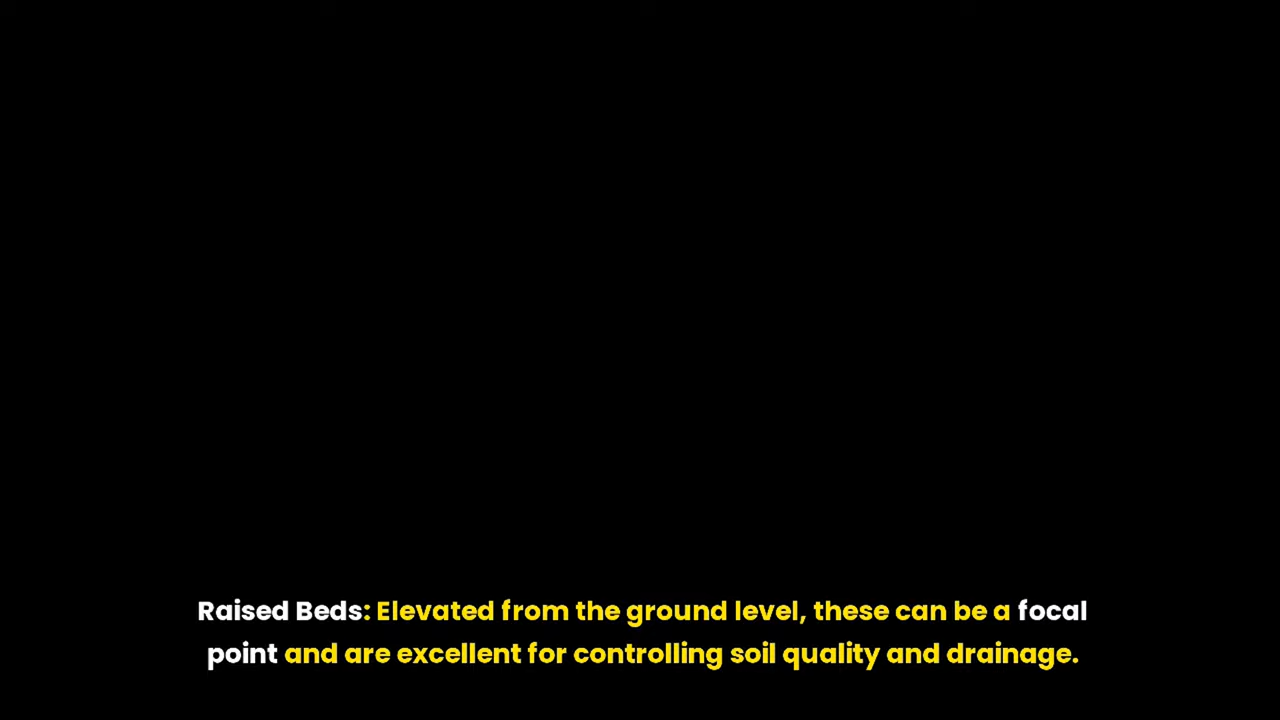 Raised Beds: Elevated from the ground level, these can be a focal
point and are excellent for controlling soil quality and drainage.